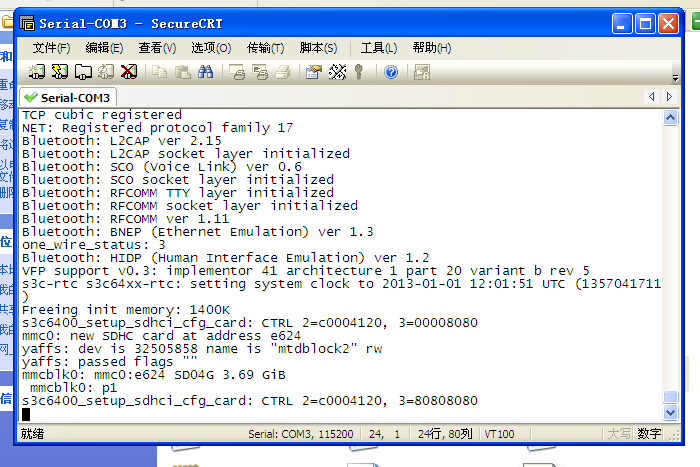 Serial-COM3 - SecureCRT
文件(F) 编辑(E) 查看(V) 选项(O) 传输(T) 脚本(S) 工具(L) 帮助(H)
Serial-COM3
TCP cubic registered
NET: Registered protocol family 17
Bluetooth: L2CAP ver 2.15
Bluetooth: L2CAP socket layer initialized
Bluetooth: SCO (Voice Link) ver 0.6
Bluetooth: SCO socket layer initialized
Bluetooth: RFCOMM TTY layer initialized
Bluetooth: RFCOMM socket layer initialized
Bluetooth: RFCOMM ver 1.11
Bluetooth: BNEP (Ethernet Emulation) ver 1.3
one_wire_status: 3
Bluetooth: HIDP (Human Interface Emulation) ver 1.2
VFP support v0.3: implementor 41 architecture 1 part 20 variant b rev 5
s3c-rtc s3c64xx-rtc: setting system clock to 2013-01-01 12:01:51 UTC (1357041711
)
Freeing init memory: 1400K
s3c6400_setup_sdhci_cfg_card: CTRL 2=c0004120, 3=00008080
mmc0: new SDHC card at address e624
yaffs: dev is 32505858 name is "mtdblock2" rw
yaffs: passed flags ""
mmcblk0: mmc0:e624 SD04G 3.69 GiB
mmcblk0: p1
s3c6400_setup_sdhci_cfg_card: CTRL 2=c0004120, 3=80808080
就绪 Serial: COM3, 115200 24, 1 24行, 80列 VT100 大写 数字